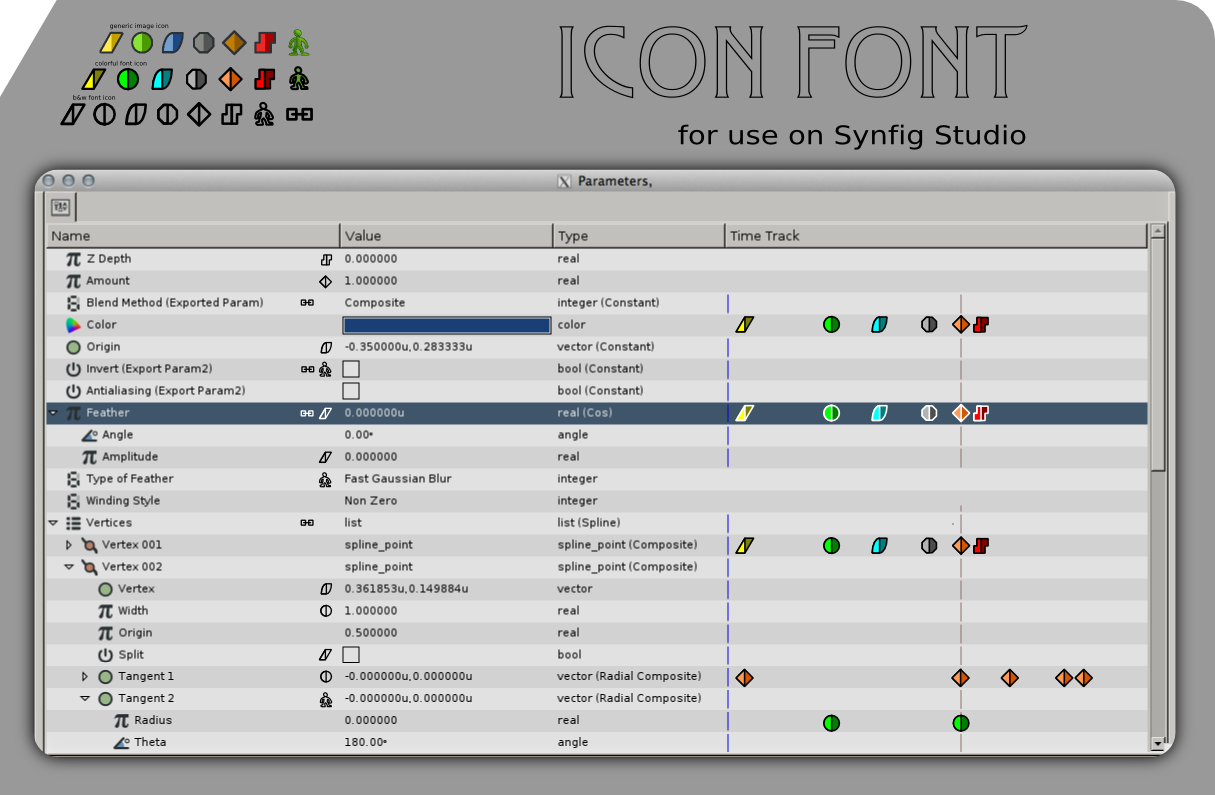 generic image icon
colorful font icon
b&w font icon
ICON FONT
for use on Synfig Studio
Parameters,
Name Value Type Time Track
Z Depth 0.000000 real
Amount 1.000000 real
Blend Method (Exported Param) Composite integer (Constant)
Color color
Origin -0.350000u,0.283333u vector (Constant)
Invert (Export Param2) bool (Constant)
Antialiasing (Export Param2) bool (Constant)
Feather 0.000000u real (Cos)
Angle 0.00° angle
Amplitude 0.000000 real
Type of Feather Fast Gaussian Blur integer
Winding Style Non Zero integer
Vertices list list (Spline)
Vertex 001 spline_point spline_point (Composite)
Vertex 002 spline_point spline_point (Composite)
Vertex 0.361853u,0.149884u vector
Width 1.000000 real
Origin 0.500000 real
Split bool
Tangent 1 -0.000000u,0.000000u vector (Radial Composite)
Tangent 2 -0.000000u,0.000000u vector (Radial Composite)
Radius 0.000000 real
Theta 180.00° angle